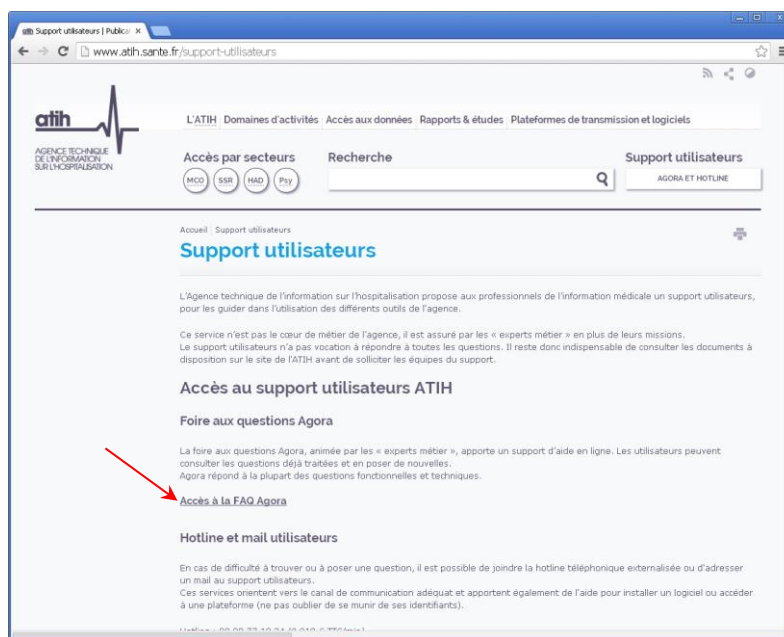 atih Support utilisateurs | Publica
www.atih.sante.fr/support-utilisateurs
atih
AGENCE TECHNIQUE
DE L'INFORMATION
SUR L'HOSPITALISATION
L'ATIH Domaines d'activités Accès aux données Rapports & études Plateformes de transmission et logiciels
Accès par secteurs Recherche Support utilisateurs
MCO SSR HAD Psy AGORA ET HOTLINE
Accueil Support utilisateurs
Support utilisateurs
L'Agence technique de l'information sur l'hospitalisation propose aux professionnels de l'information médicale un support utilisateurs,
pour les guider dans l'utilisation des différents outils de l'agence.
Ce service n'est pas le cœur de métier de l'agence, il est assuré par les « experts métier » en plus de leurs missions.
Le support utilisateurs n'a pas vocation à répondre à toutes les questions. Il reste donc indispensable de consulter les documents à
disposition sur le site de l'ATIH avant de solliciter les équipes du support.
Accès au support utilisateurs ATIH
Foire aux questions Agora
La foire aux questions Agora, animée par les « experts métier », apporte un support d'aide en ligne. Les utilisateurs peuvent
consulter les questions déjà traitées et en poser de nouvelles.
Agora répond à la plupart des questions fonctionnelles et techniques.
Accès à la FAQ Agora
Hotline et mail utilisateurs
En cas de difficulté à trouver ou à poser une question, il est possible de joindre la hotline téléphonique externalisée ou d'adresser
un mail au support utilisateurs.
Ces services orientent vers le canal de communication adéquat et apportent également de l'aide pour installer un logiciel ou accéder
à une plateforme (ne pas oublier de se munir de ses identifiants).